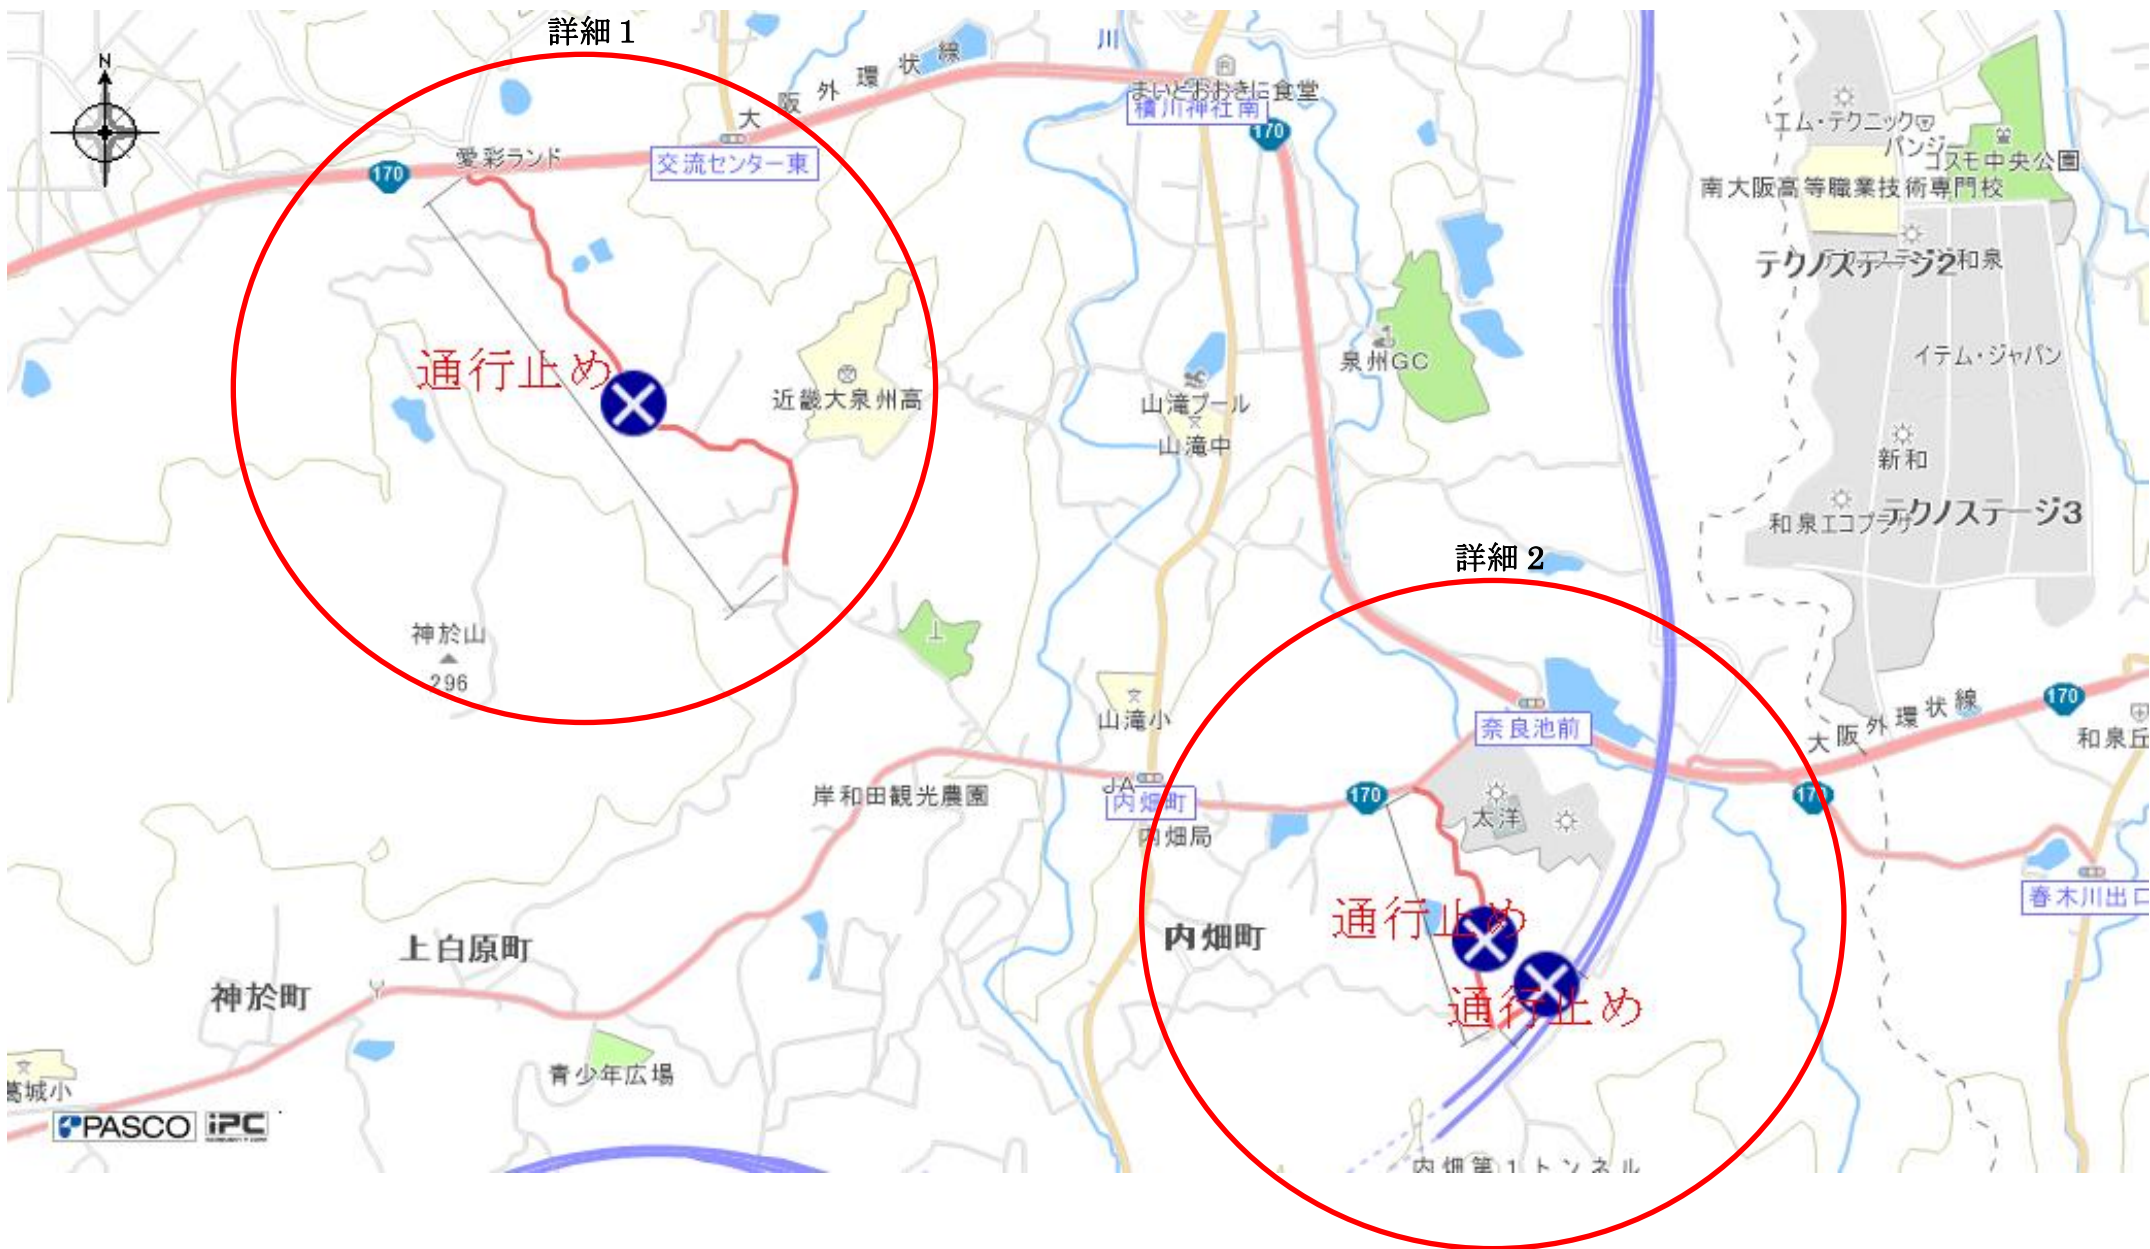 詳細１
N
大阪外環状線
川
まいどおおきに食堂
積川神社南
170
170
愛彩ランド
交流センター東
エム・テクニック
バンジー
コスモ中央公園
南大阪高等職業技術専門校
テクノステージ2
和泉
イテム・ジャパン
通行止め
近畿大泉州高
泉州GC
山滝プール
山滝中
新和
和泉エコプラザ
テクノステージ3
詳細２
神於山
296
山滝小
奈良池前
大阪外環状線
170
和泉丘
岸和田観光農園
JA
内畑町
内畑局
170
太洋
170
春木川出口
通行止め
内畑町
上白原町
神於町
通行止め
青少年広場
葛城小
PASCO iPC
内畑第1トンネル